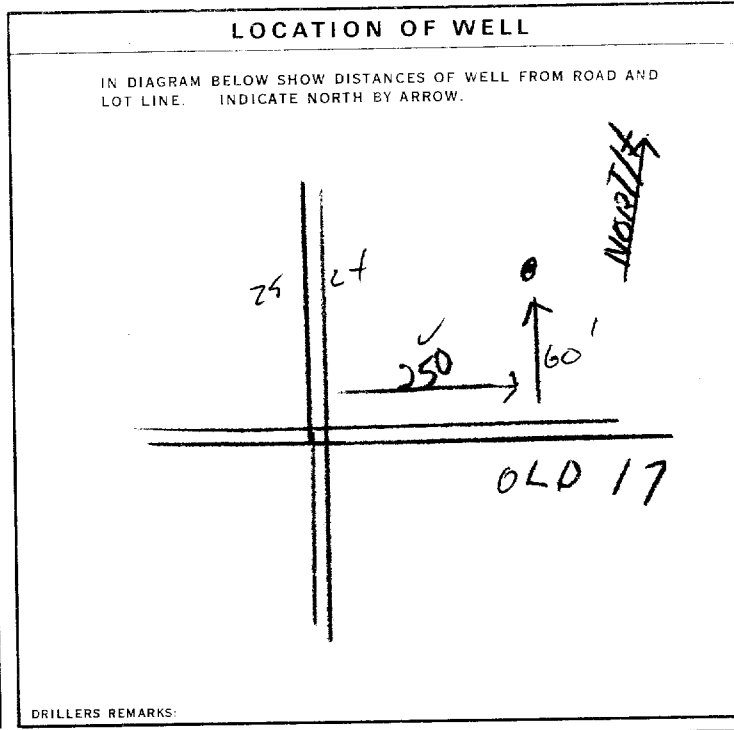 LOCATION OF WELL
IN DIAGRAM BELOW SHOW DISTANCES OF WELL FROM ROAD AND
LOT LINE. INDICATE NORTH BY ARROW.
NORTH
25
24
250
60'
OLD 17
DRILLERS REMARKS: